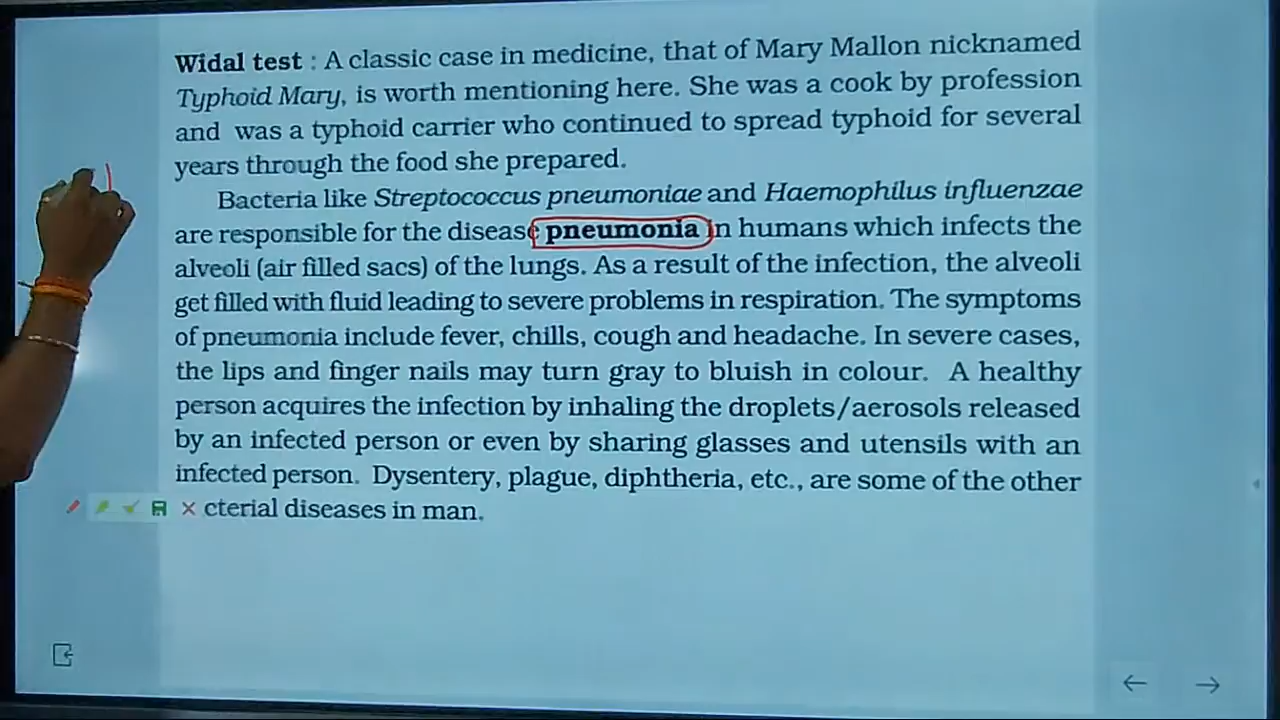 Widal test : A classic case in medicine, that of Mary Mallon nicknamed
Typhoid Mary, is worth mentioning here. She was a cook by profession
and was a typhoid carrier who continued to spread typhoid for several
years through the food she prepared.
Bacteria like Streptococcus pneumoniae and Haemophilus influenzae
are responsible for the disease pneumonia in humans which infects the
alveoli (air filled sacs) of the lungs. As a result of the infection, the alveoli
get filled with fluid leading to severe problems in respiration. The symptoms
of pneumonia include fever, chills, cough and headache. In severe cases,
the lips and finger nails may turn gray to bluish in colour. A healthy
person acquires the infection by inhaling the droplets/aerosols released
by an infected person or even by sharing glasses and utensils with an
infected person. Dysentery, plague, diphtheria, etc., are some of the other
cterial diseases in man.